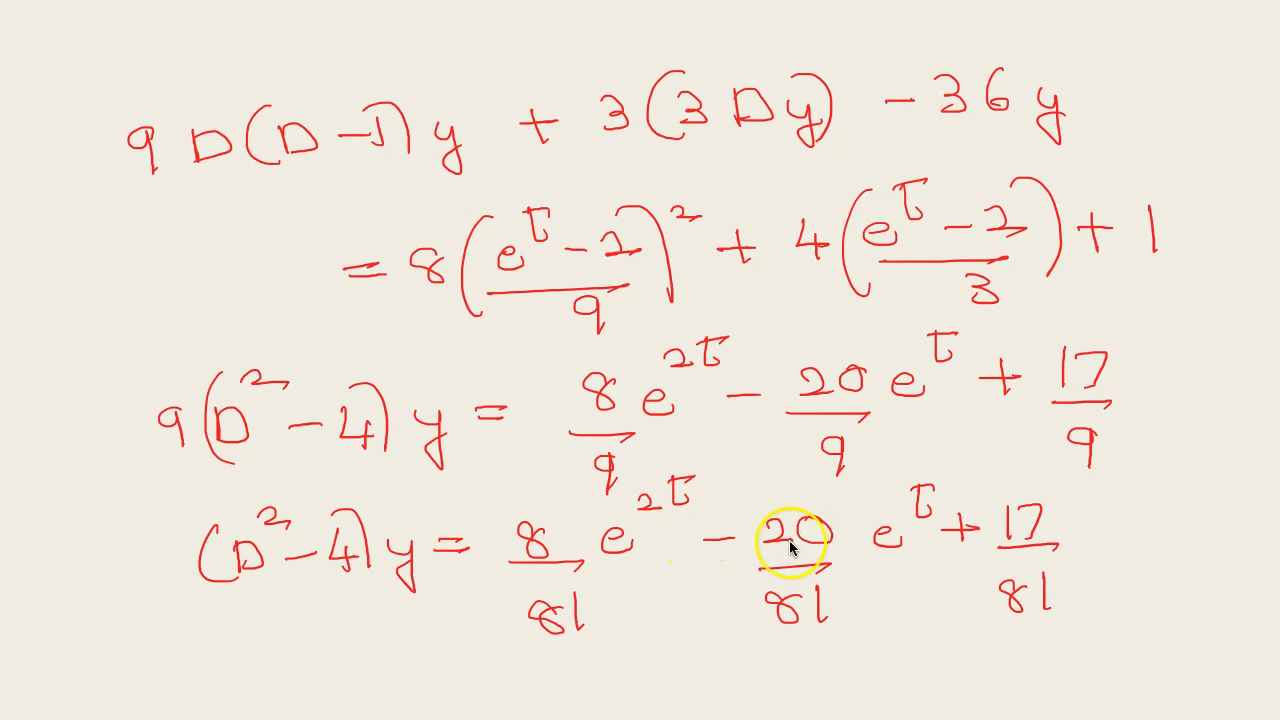 9 D(D-1)y + 3(3Dy) - 36y
= 8(e^t - 2)^2/9 + 4(e^t - 2)/3 + 1
9(D^2 - 4)y = 8/9 e^{2t} - 20/9 e^t + 17/9
(D^2 - 4)y = 8/81 e^{2t} - 20/81 e^t + 17/81